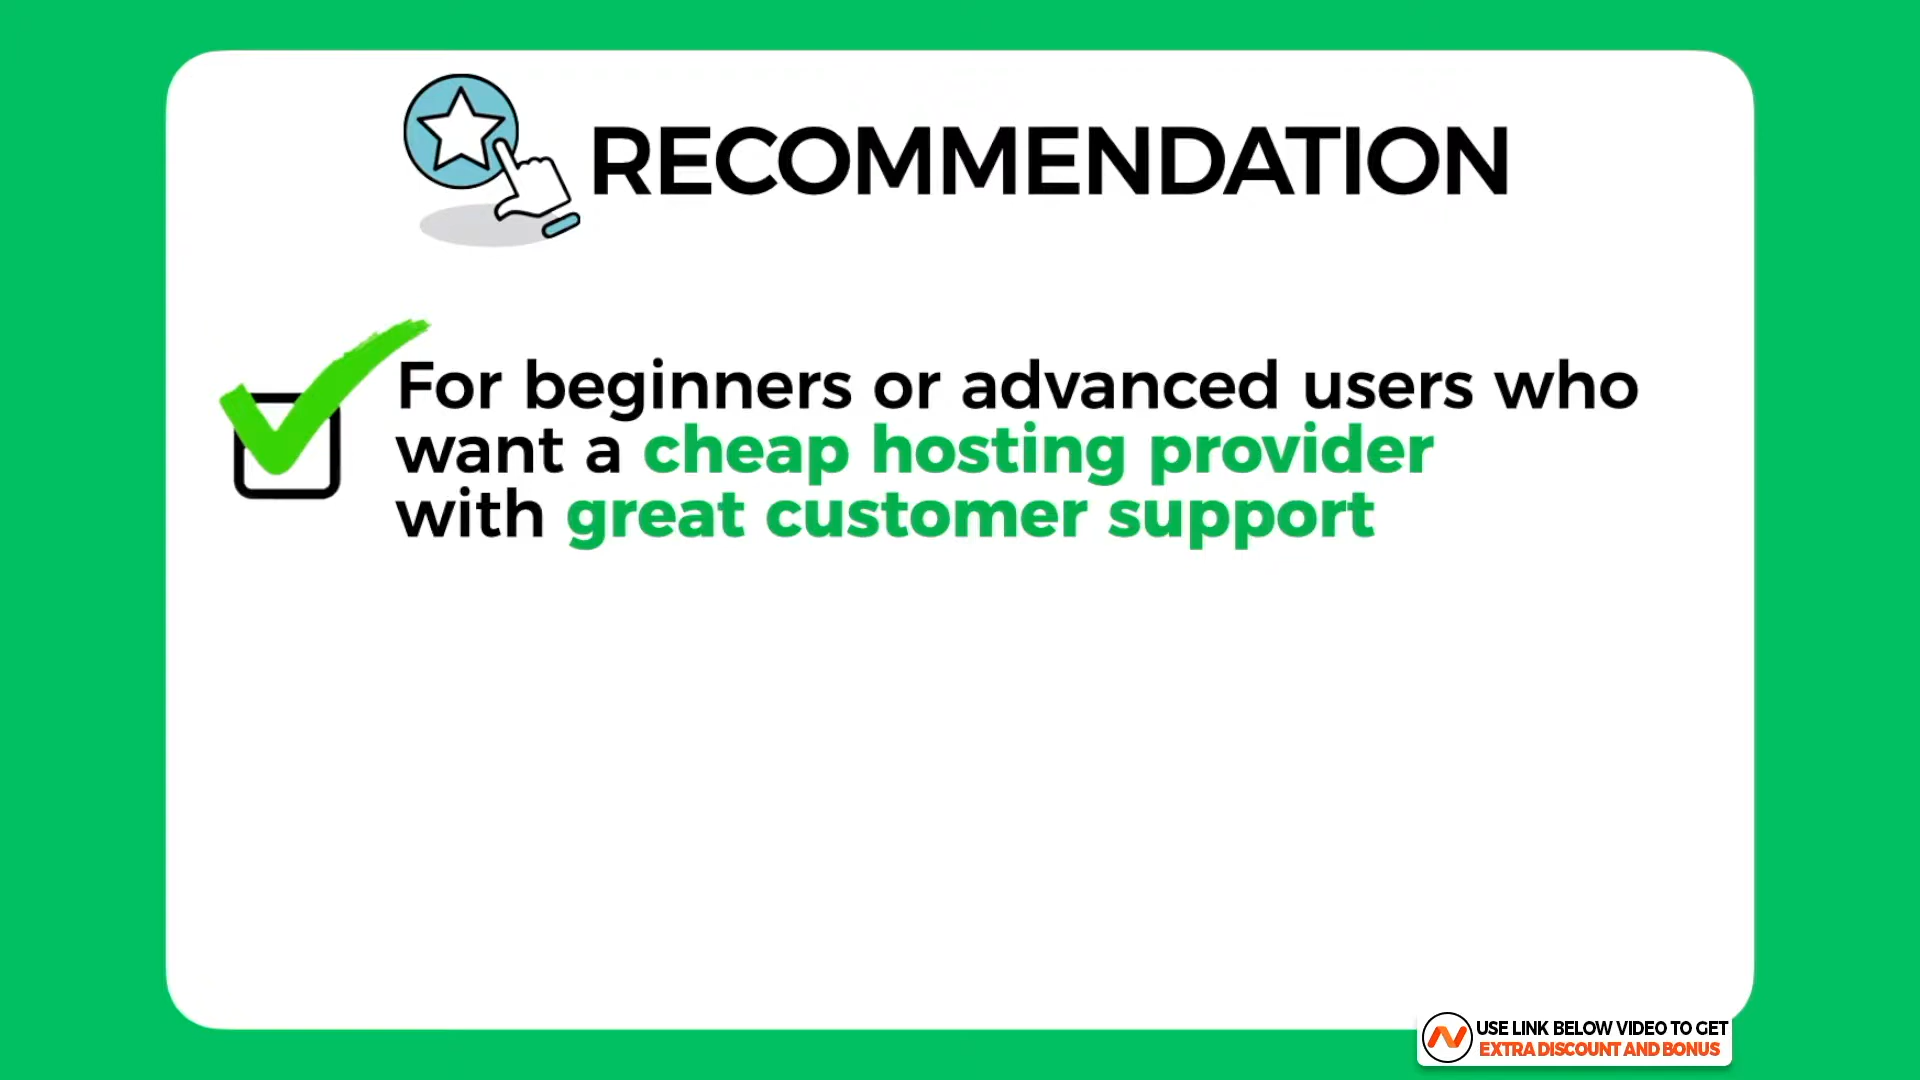 RECOMMENDATION
For beginners or advanced users who
want a cheap hosting provider
with great customer support
USE LINK BELOW VIDEO TO GET
EXTRA DISCOUNT AND BONUS